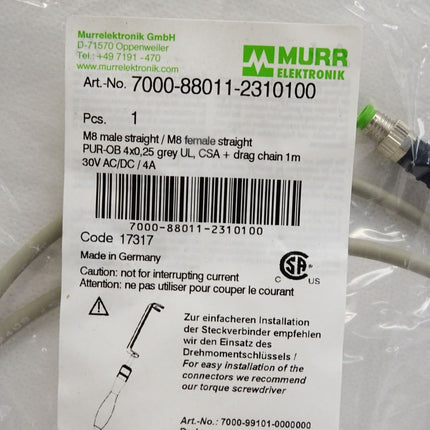 Murrelektronik GmbH
D-71570 Oppenweiler
Tel.: +49 7191 - 470
www.murrelektronik.com
MURR
ELEKTRONIK
Art.-No. 7000-88011-2310100
Pcs. 1
M8 male straight / M8 female straight
PUR-OB 4x0,25 grey UL, CSA + drag chain 1m
30V AC/DC / 4A
7000-88011-2310100
Code 17317
Made in Germany
Caution: not for interrupting current
Attention: ne pas utiliser pour couper le courant
C SA US
Zur einfacheren Installation
der Steckverbinder empfehlen
wir den Einsatz des
Drehmomentschlüssels /
For easy installation of the
connectors we recommend
our torque screwdriver
Art.-No.: 7000-99101-0000000